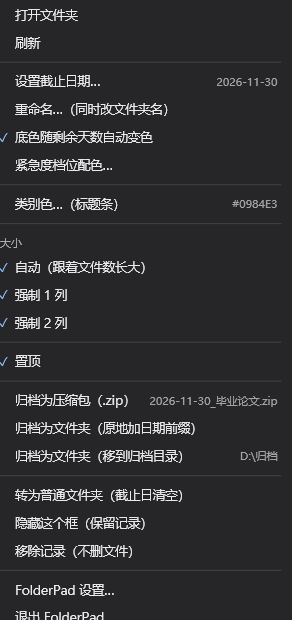 打开文件夹
刷新
设置截止日期... 2026-11-30
重命名...（同时改文件夹名）
✓ 底色随剩余天数自动变色
紧急度档位配色...
类别色...（标题条） #0984E3
大小
✓ 自动（跟着文件数长大）
✓ 强制 1 列
✓ 强制 2 列
✓ 置顶
归档为压缩包（.zip） 2026-11-30_毕业论文.zip
归档为文件夹（原地加日期前缀）
归档为文件夹（移到归档目录） D:\归档
转为普通文件夹（截止日清空）
隐藏这个框（保留记录）
移除记录（不删文件）
FolderPad 设置...
退出 FolderPad